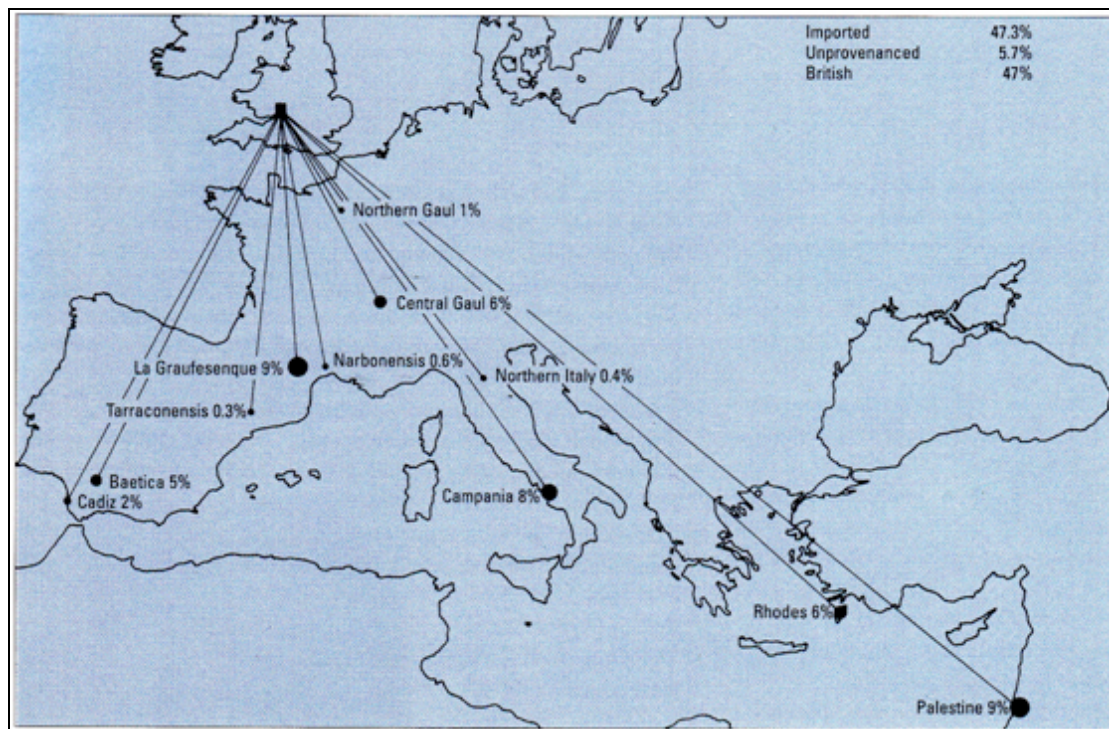 Imported 47.3%
Unprovenanced 5.7%
British 47%
Northern Gaul 1%
Central Gaul 6%
La Graufesenque 9%
Narbonensis 0.6%
Northern Italy 0.4%
Tarraconensis 0.3%
Baetica 5%
Cadiz 2%
Campania 8%
Rhodes 6%
Palestine 9%